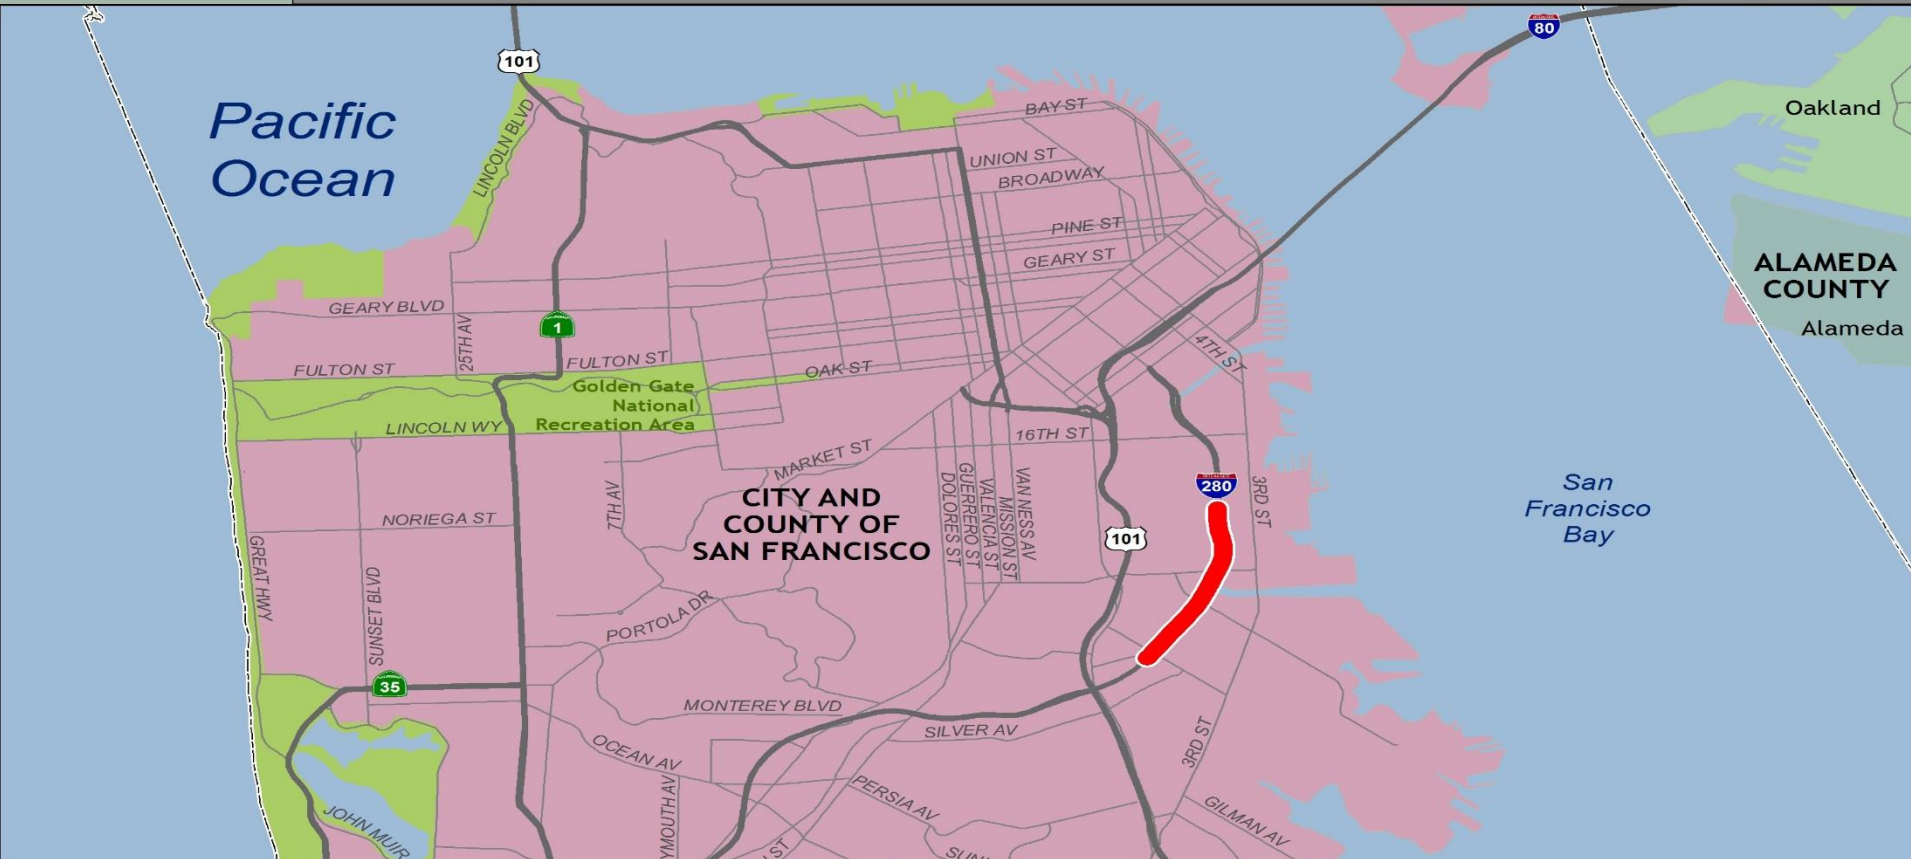 80
101
Oakland
Pacific
Ocean
LINCOLN BLVD
BAY ST
UNION ST
BROADWAY
PINE ST
GEARY ST
ALAMEDA
COUNTY
Alameda
GEARY BLVD
25TH AV
1
FULTON ST
FULTON ST
4TH ST
OAK ST
Golden Gate
National
Recreation Area
LINCOLN WY
16TH ST
MARKET ST
DOLORES ST
GUERRERO ST
VALENCIA ST
MISSION ST
VAN NESS AV
280
3RD ST
7TH AV
CITY AND
COUNTY OF
SAN FRANCISCO
San
Francisco
Bay
NORIEGA ST
101
GREAT HWY
SUNSET BLVD
PORTOLA DR
35
MONTEREY BLVD
SILVER AV
3RD ST
OCEAN AV
PERSIA AV
GILMAN AV
YMOUTH AV
JOHN MUIR
ST